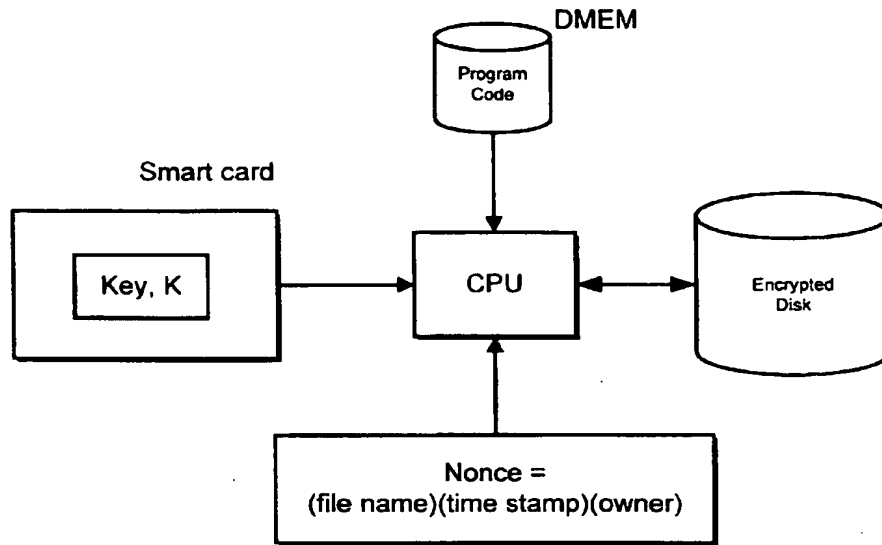 DMEM
Program
Code
Smart card
Key, K
CPU
Encrypted
Disk
Nonce =
(file name)(time stamp)(owner)